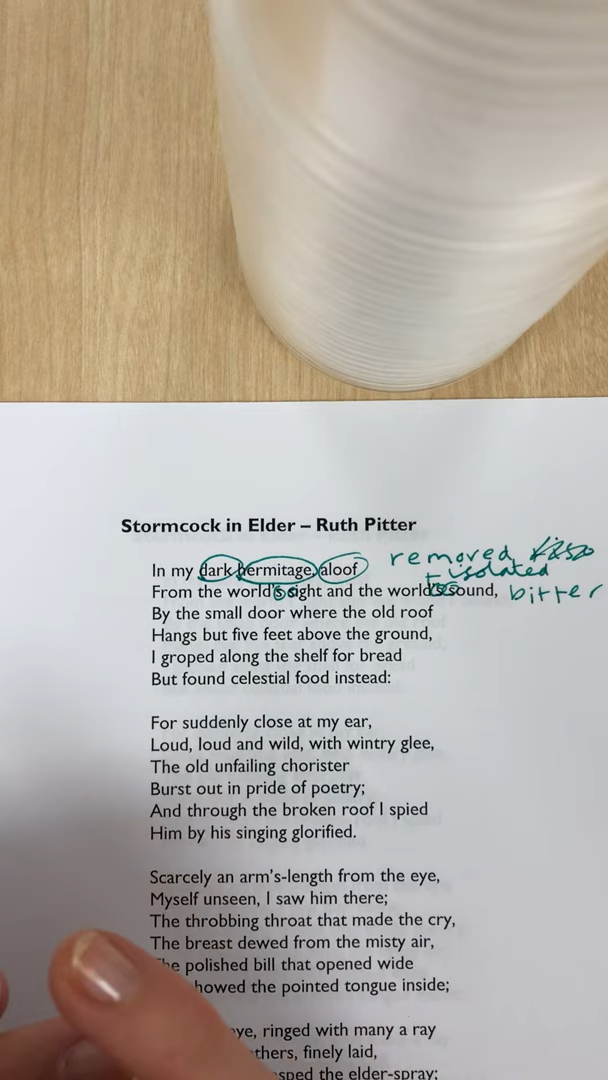 Stormcock in Elder – Ruth Pitter
In my dark hermitage, aloof
removed
+ isolated
From the world's sight and the world's sound,
bitter
By the small door where the old roof
Hangs but five feet above the ground,
I groped along the shelf for bread
But found celestial food instead:
For suddenly close at my ear,
Loud, loud and wild, with wintry glee,
The old unfailing chorister
Burst out in pride of poetry;
And through the broken roof I spied
Him by his singing glorified.
Scarcely an arm's-length from the eye,
Myself unseen, I saw him there;
The throbbing throat that made the cry,
The breast dewed from the misty air,
The polished bill that opened wide
showed the pointed tongue inside;
eye, ringed with many a ray
thers, finely laid,
sped the elder-spray;